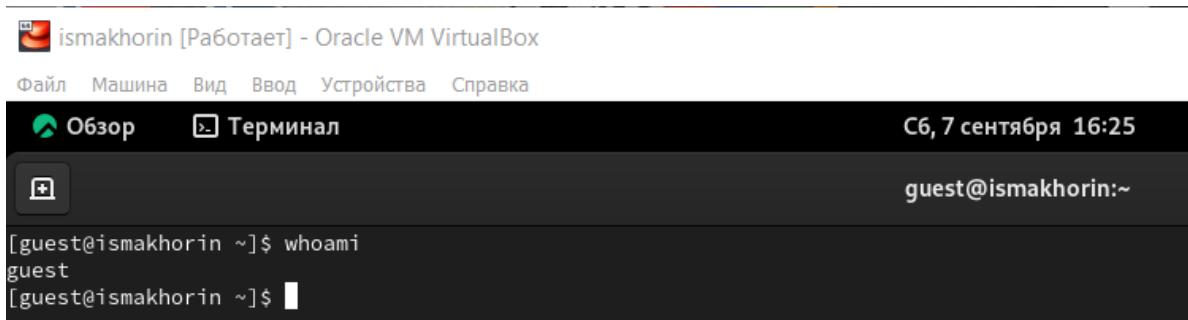 ismakhorin [Работает] - Oracle VM VirtualBox
Файл Машина Вид Ввод Устройства Справка
Обзор Терминал Сб, 7 сентября 16:25
guest@ismakhorin:~
[guest@ismakhorin ~]$ whoami
guest
[guest@ismakhorin ~]$